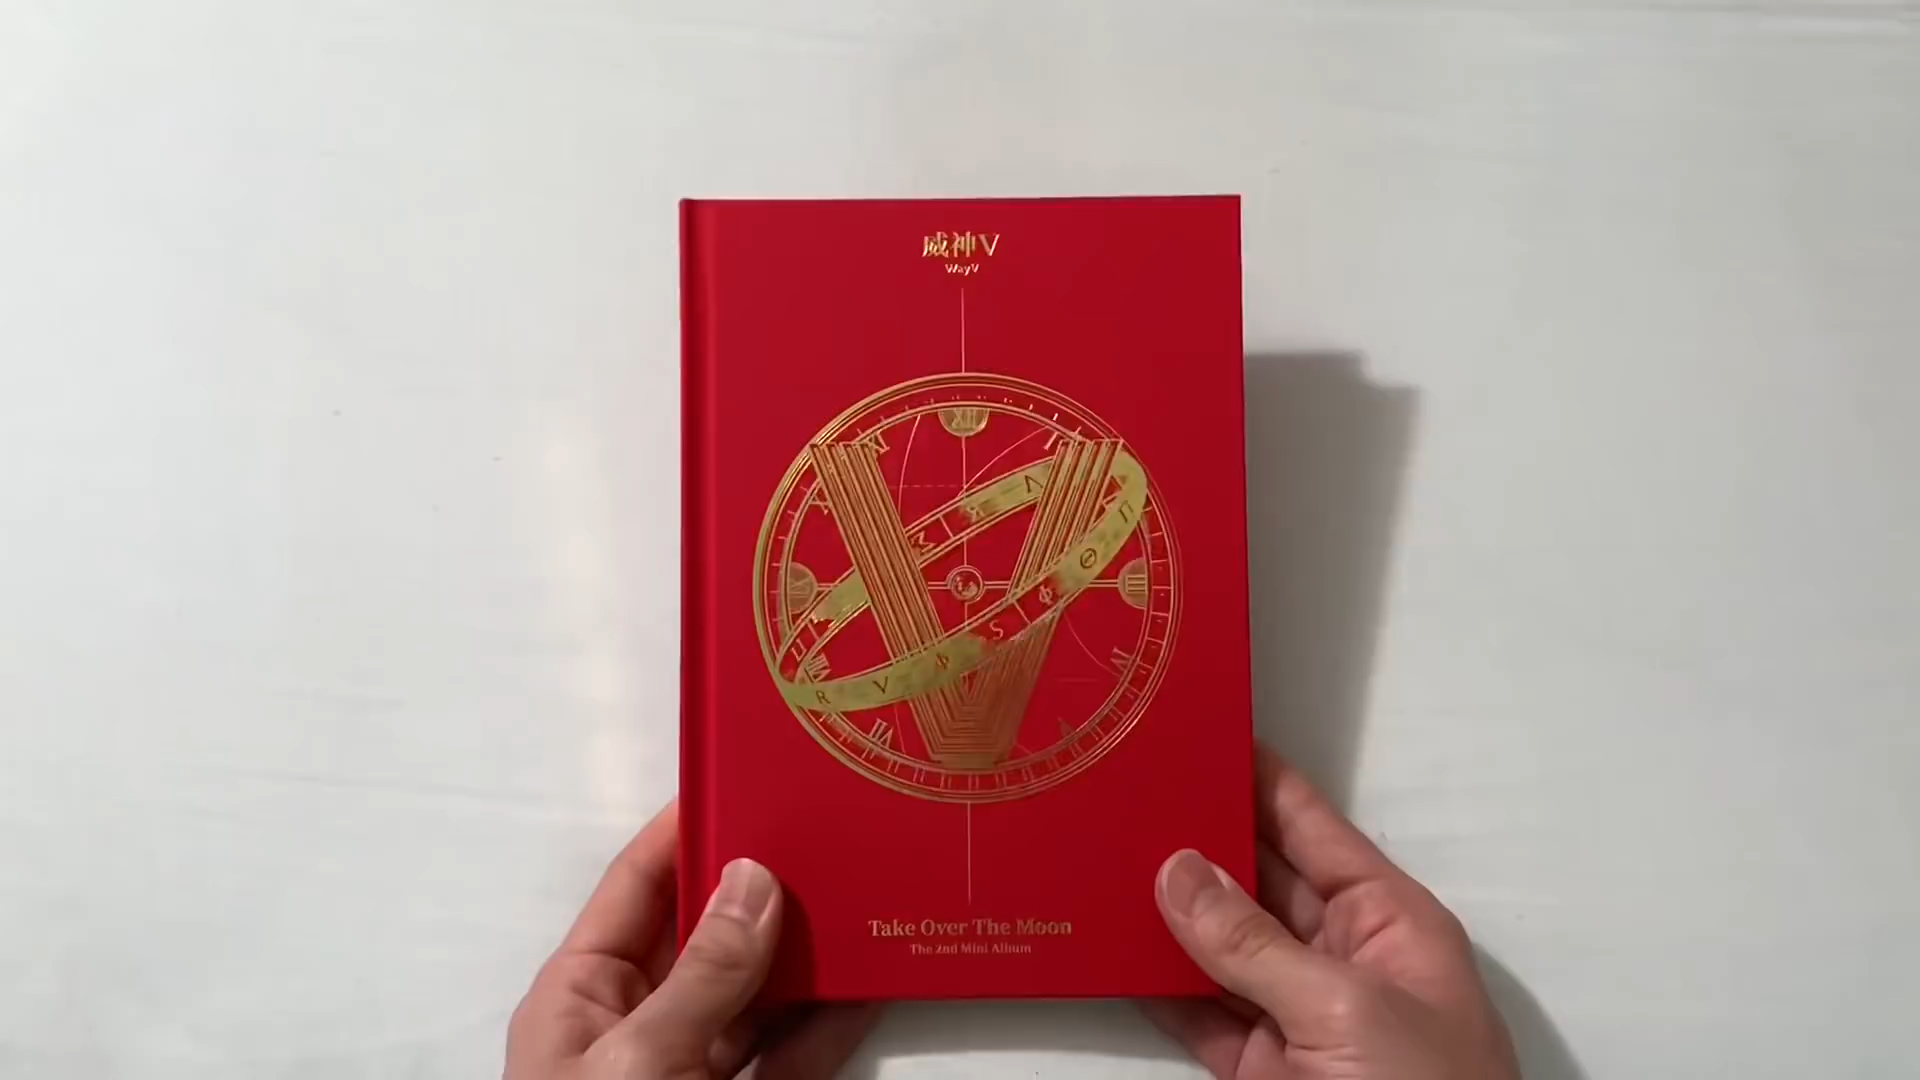 威神V
WayV
Take Over The Moon
The 2nd Mini Album